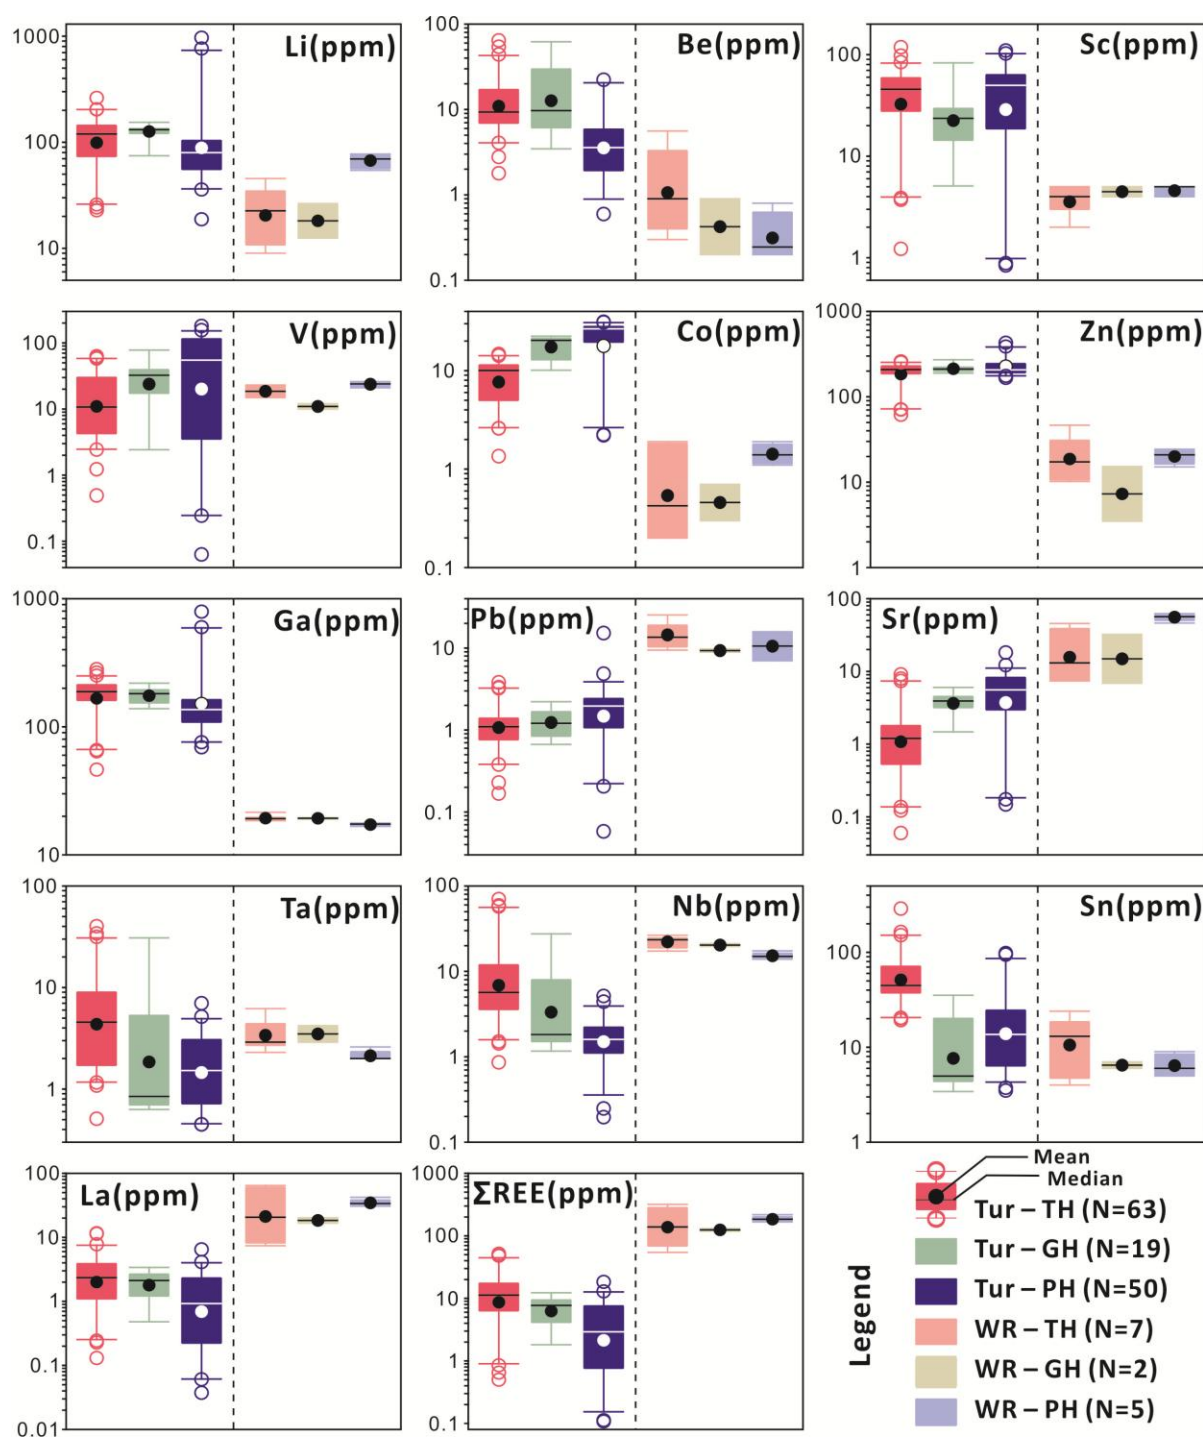 Li(ppm)
1000
100
10
Be(ppm)
100
10
1
0.1
Sc(ppm)
100
10
1
V(ppm)
100
10
1
0.1
Co(ppm)
10
1
0.1
Zn(ppm)
1000
100
10
1
Ga(ppm)
1000
100
10
Pb(ppm)
10
1
0.1
Sr(ppm)
100
10
1
0.1
Ta(ppm)
100
10
1
Nb(ppm)
100
10
1
0.1
Sn(ppm)
100
10
1
La(ppm)
100
10
1
0.1
0.01
ΣREE(ppm)
1000
100
10
1
0.1
Legend
Mean
Median
Tur – TH (N=63)
Tur – GH (N=19)
Tur – PH (N=50)
WR – TH (N=7)
WR – GH (N=2)
WR – PH (N=5)